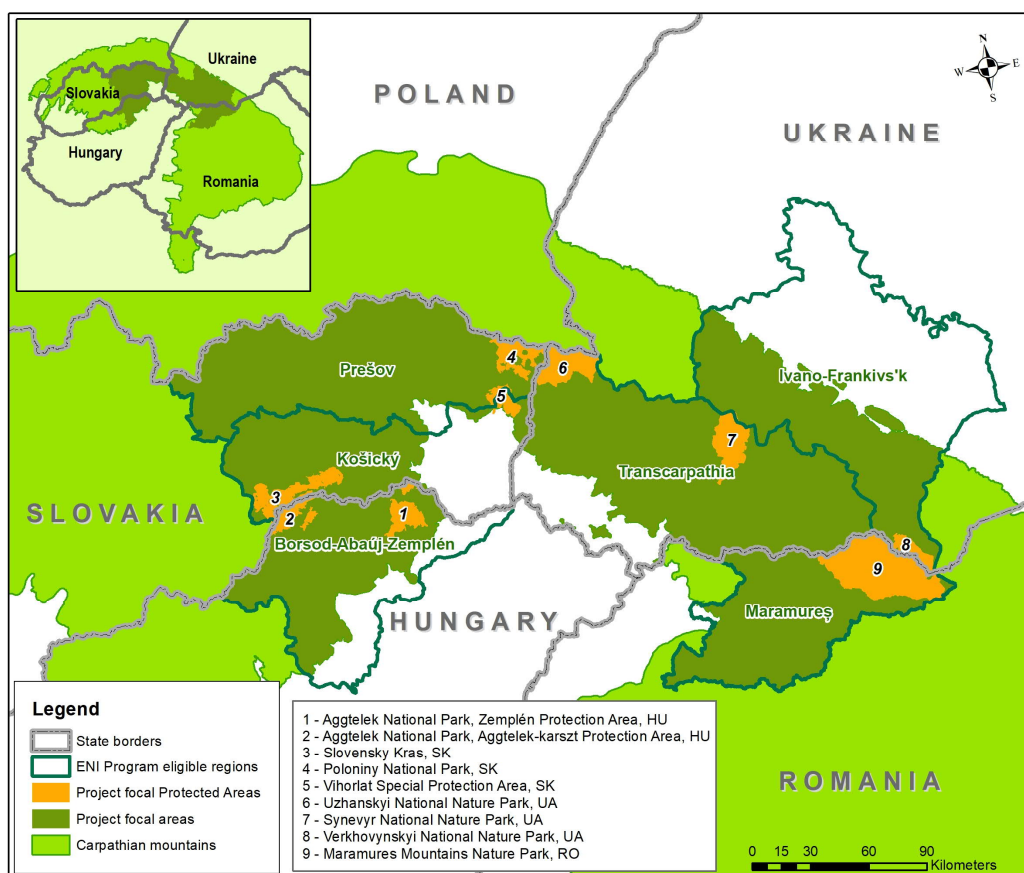 Ukraine
Slovakia
Hungary
Romania
N
W E
S
POLAND
UKRAINE
Prešov
4
6
5
Ivano-Frankivs'k
7
Košický
Transcarpathia
3
SLOVAKIA
2
1
Borsod-Abaúj-Zemplén
8
9
HUNGARY
Maramureș
ROMANIA
Legend
State borders
ENI Program eligible regions
Project focal Protected Areas
Project focal areas
Carpathian mountains
1 - Aggtelek National Park, Zemplén Protection Area, HU
2 - Aggtelek National Park, Aggtelek-karszt Protection Area, HU
3 - Slovensky Kras, SK
4 - Poloniny National Park, SK
5 - Vihorlat Special Protection Area, SK
6 - Uzhanskyi National Nature Park, UA
7 - Synevyr National Nature Park, UA
8 - Verkhovynskyi National Nature Park, UA
9 - Maramures Mountains Nature Park, RO
0 15 30 60 90
Kilometers